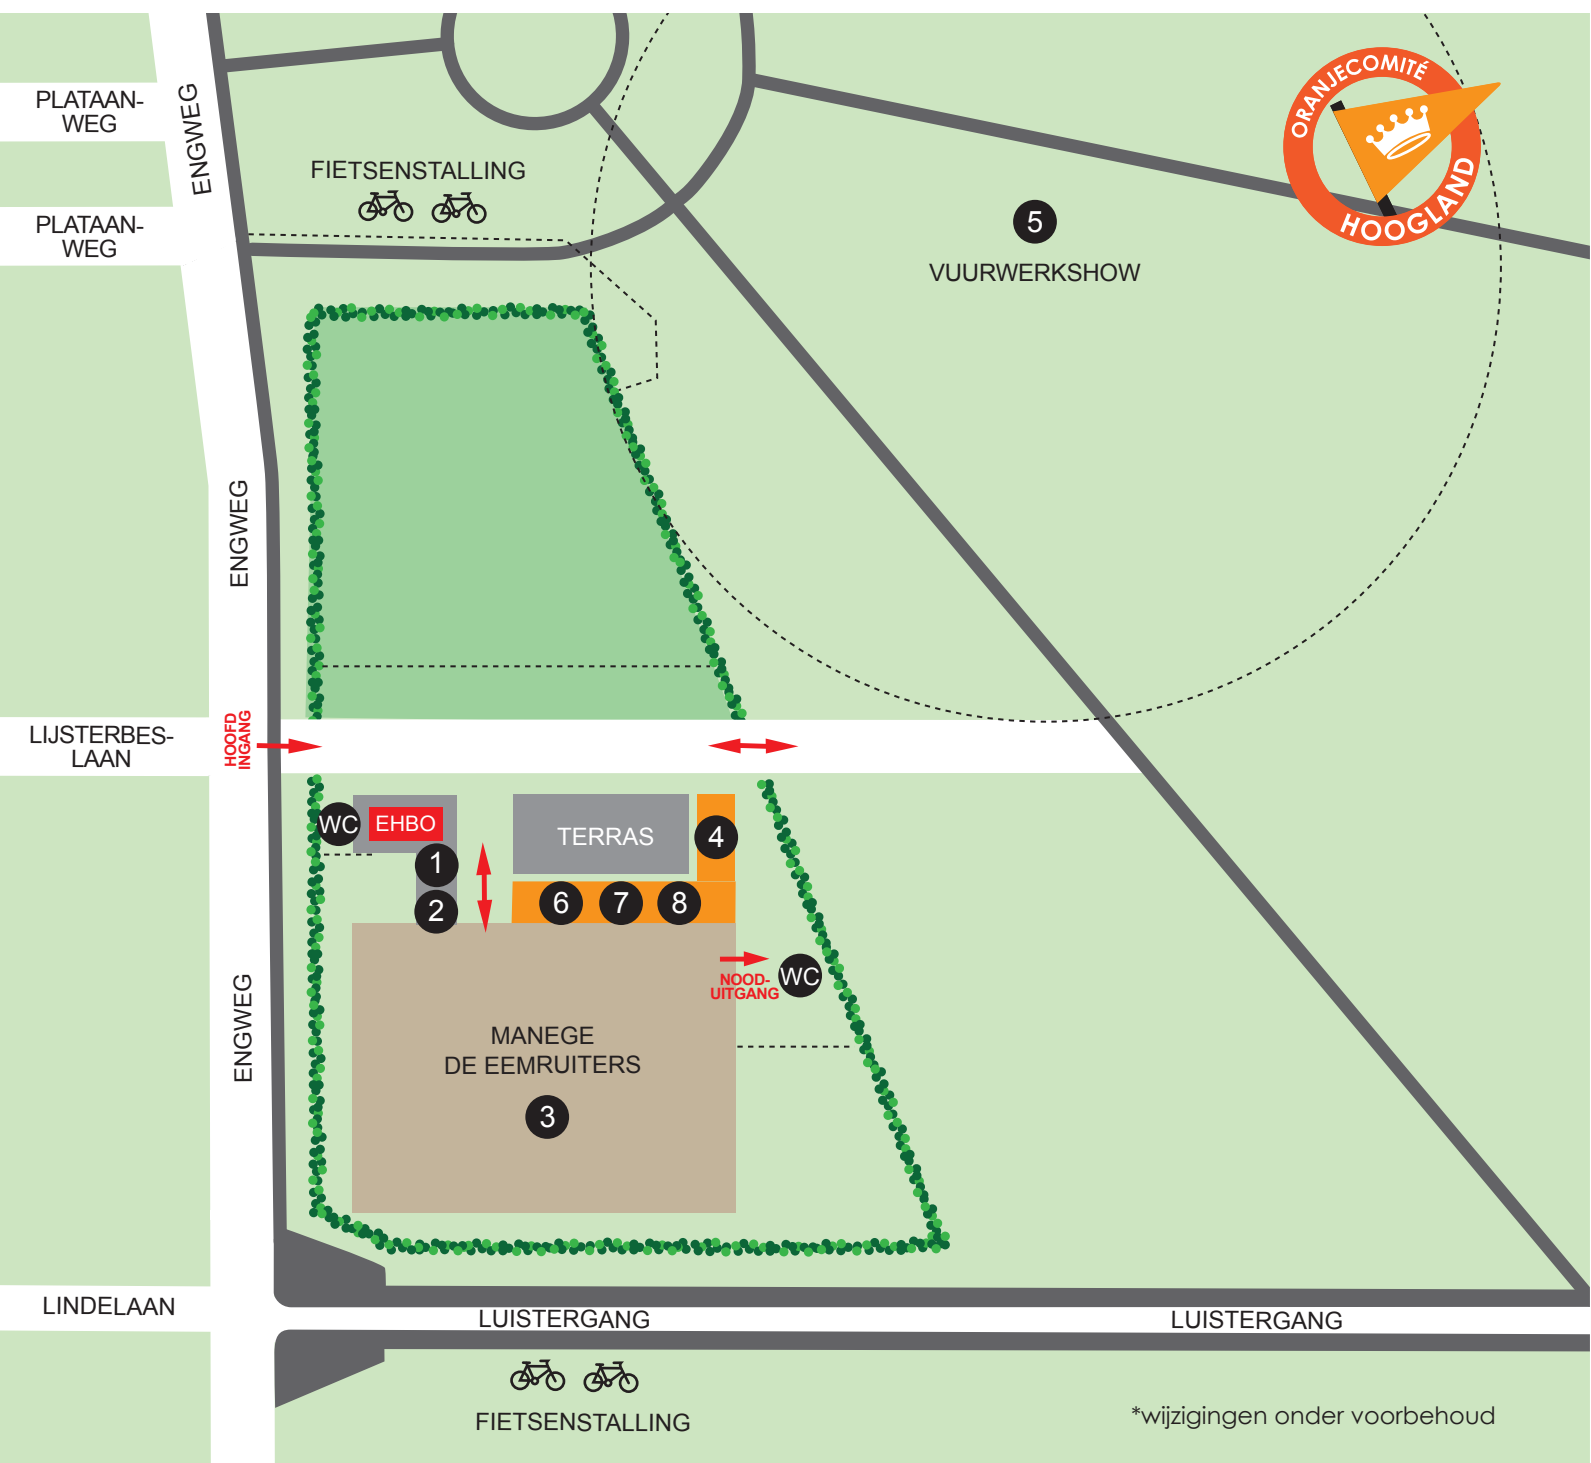 PLATAAN-
WEG
ENGWEG
ORANJECOMITÉ
HOOGLAND
FIETSENSTALLING
PLATAAN-
WEG
5
VUURWERKSHOW
ENGWEG
LIJSTERBES-
LAAN
HOOFD
INGANG
WC
EHBO
TERRAS
4
1
2
6
7
8
NOOD-
UITGANG
WC
ENGWEG
MANEGE
DE EEMRUITERS
3
LINDELAAN
LUISTERGANG
LUISTERGANG
FIETSENSTALLING
*wijzigingen onder voorbehoud